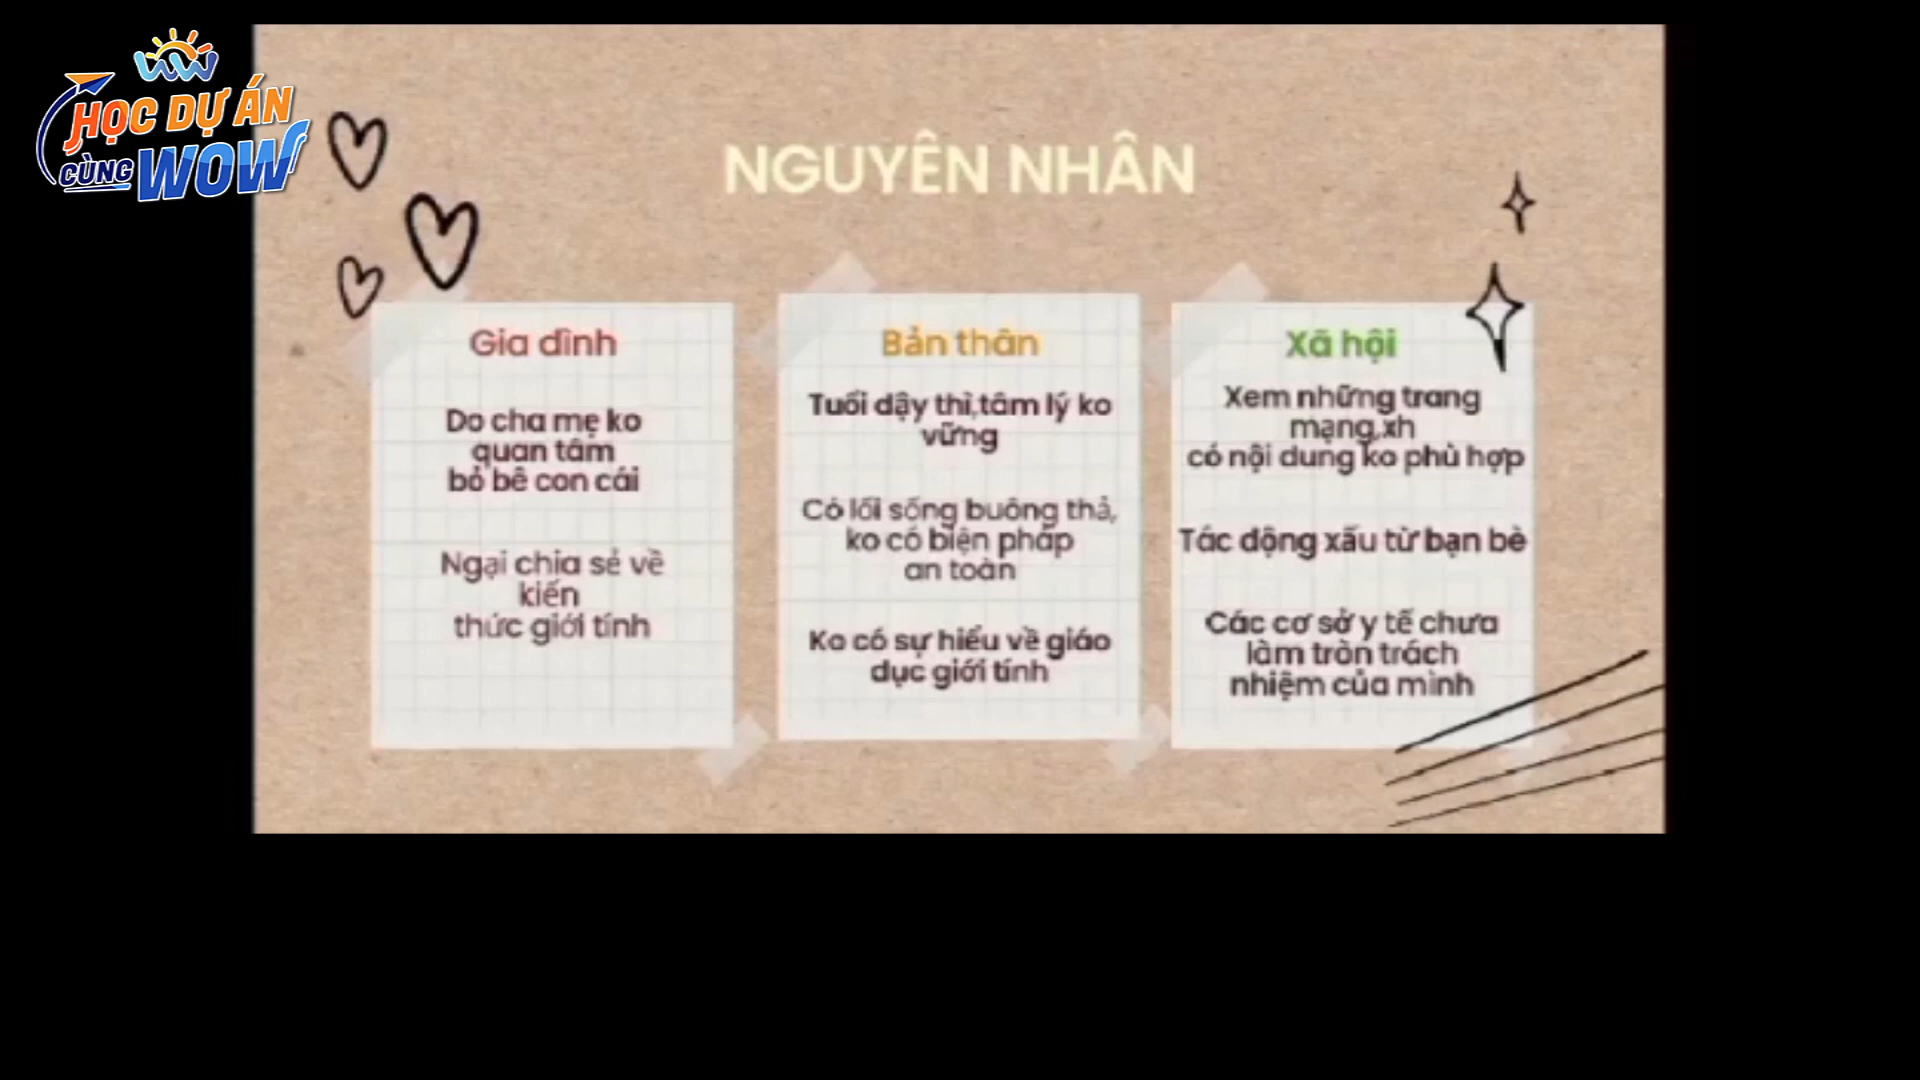 HỌC DỰ ÁN
CÙNG WOW
NGUYÊN NHÂN
Gia đình
Do cha mẹ ko
quan tâm
bỏ bê con cái
Ngại chia sẻ về
kiến
thức giới tính
Bản thân
Tuổi dậy thì,tâm lý ko
vững
Có lối sống buông thả,
ko có biện pháp
an toàn
Ko có sự hiểu về giáo
dục giới tính
Xã hội
Xem những trang
mạng,xh
có nội dung ko phù hợp
Tác động xấu từ bạn bè
Các cơ sở y tế chưa
làm tròn trách
nhiệm của mình